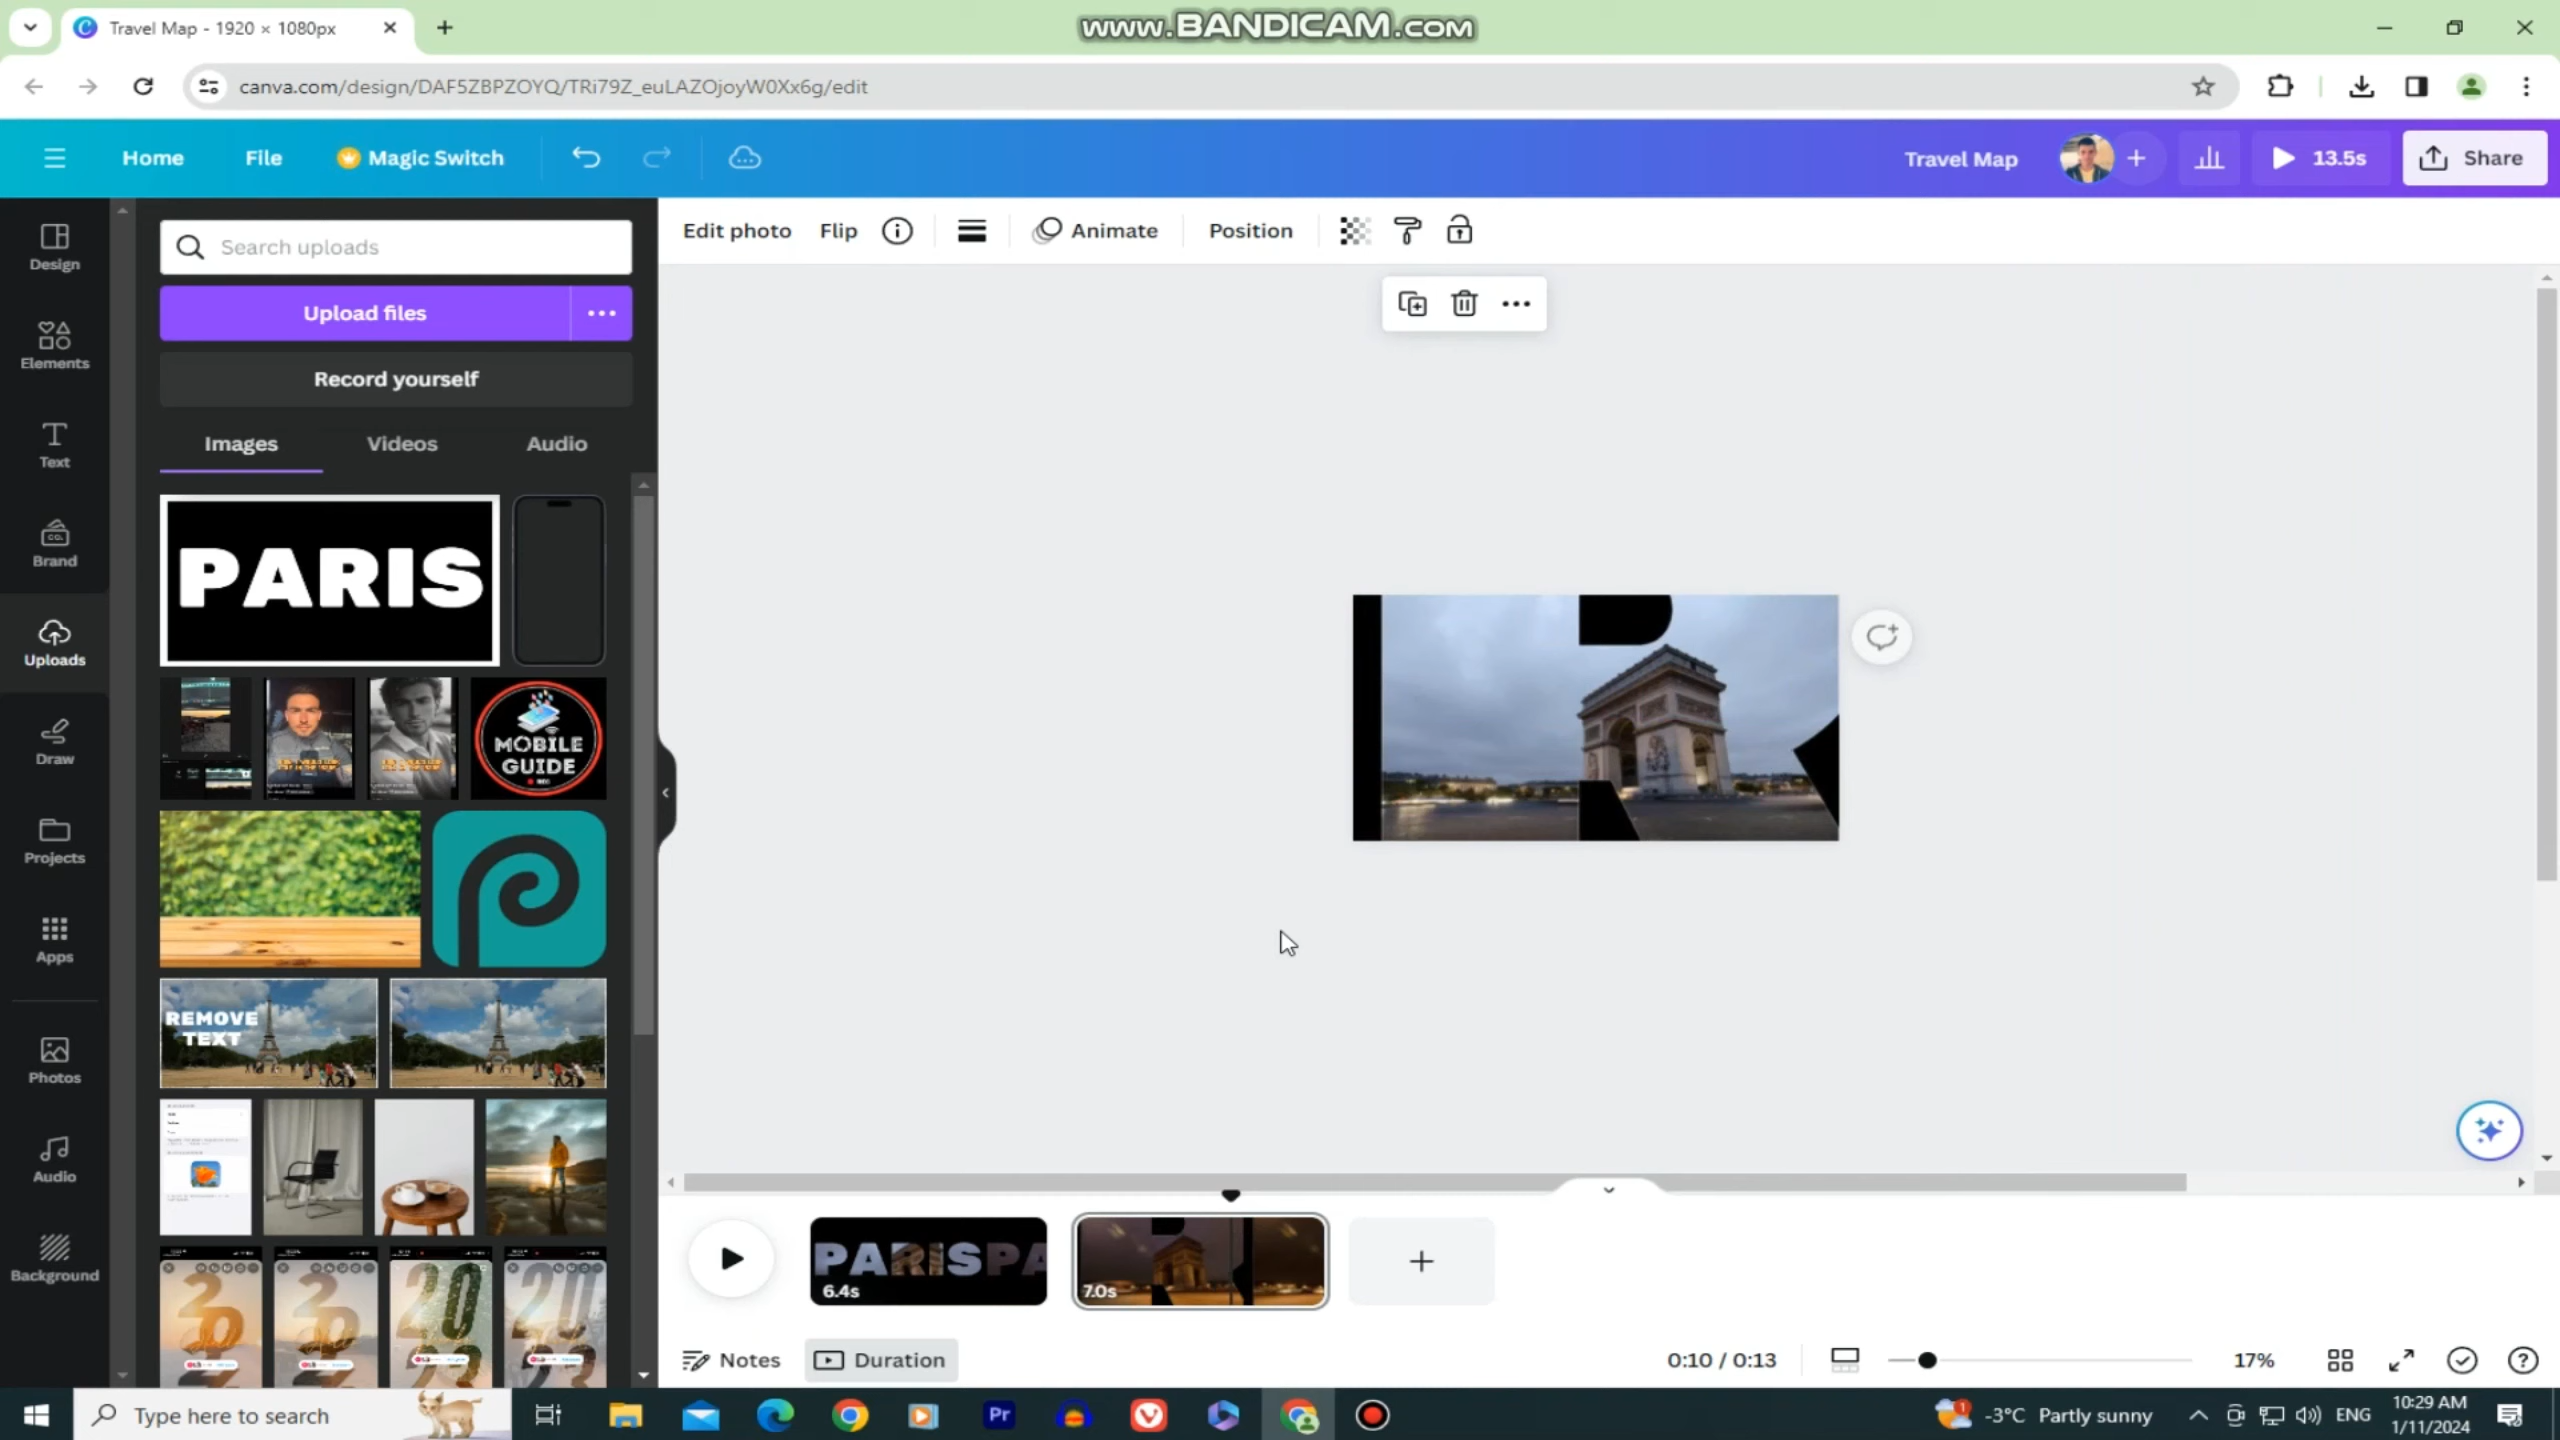 www.BANDICAM.com
Travel Map - 1920 × 1080px
canva.com/design/DAF5ZBPZOYQ/TRi79Z_euLAZOjoyW0Xx6g/edit
Home
File
Magic Switch
Travel Map
13.5s
Share
Design
Elements
Text
Brand
Uploads
Draw
Projects
Apps
Photos
Audio
Background
Search uploads
Upload files
Record yourself
Images
Videos
Audio
PARIS
MOBILE
GUIDE
REMOVE
TEXT
Edit photo
Flip
Animate
Position
PARIS PA
6.4s
7.0s
Notes
Duration
0:10 / 0:13
17%
Type here to search
Pr
-3°C Partly sunny
ENG
10:29 AM
1/11/2024